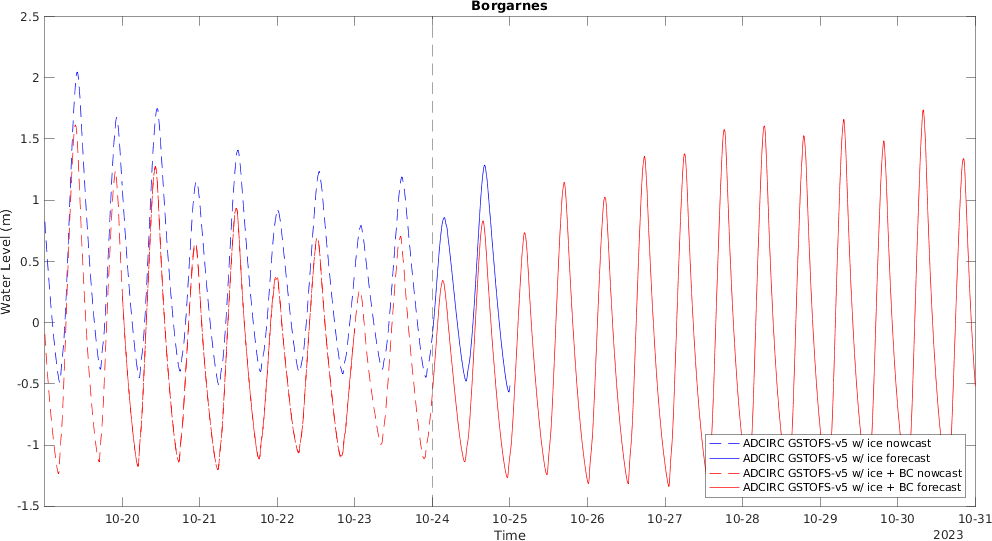 Borgarnes
Water Level (m)
2.5
2
1.5
1
0.5
0
-0.5
-1
-1.5
10-20 10-21 10-22 10-23 10-24 10-25 10-26 10-27 10-28 10-29 10-30 10-31
Time
2023
ADCIRC GSTOFS-v5 w/ ice nowcast
ADCIRC GSTOFS-v5 w/ ice forecast
ADCIRC GSTOFS-v5 w/ ice + BC nowcast
ADCIRC GSTOFS-v5 w/ ice + BC forecast